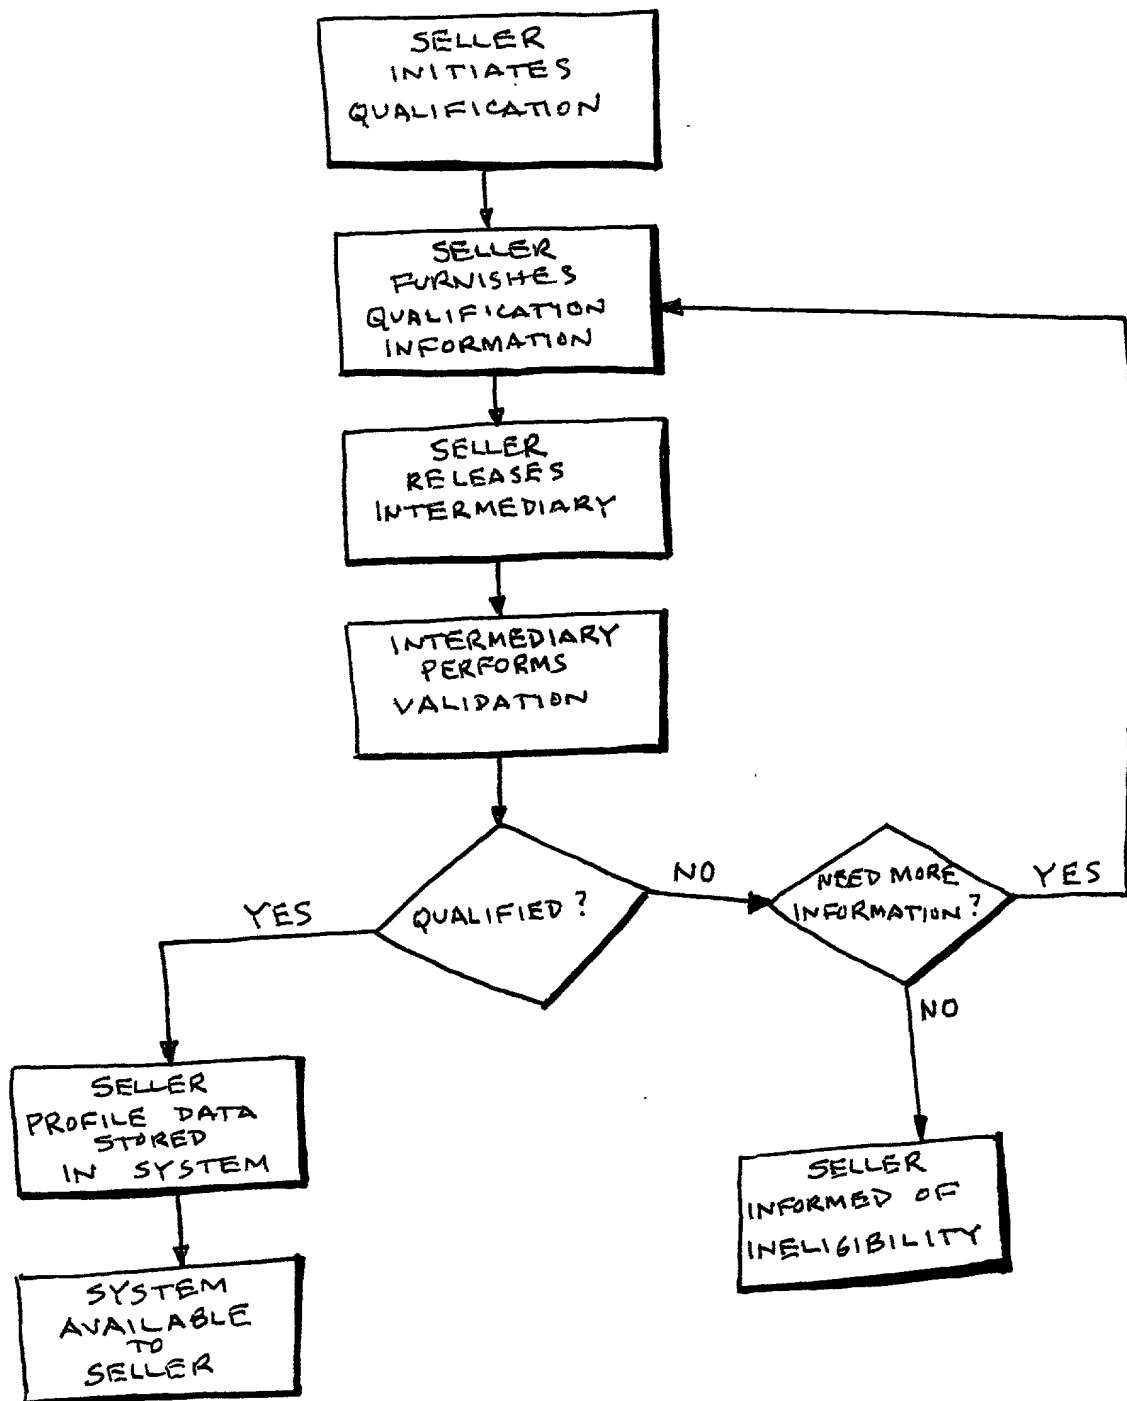 SELLER
INITIATES
QUALIFICATION
SELLER
FURNISHES
QUALIFICATION
INFORMATION
SELLER
RELEASES
INTERMEDIARY
INTERMEDIARY
PERFORMS
VALIDATION
QUALIFIED?
YES
NO
NEED MORE
INFORMATION?
YES
NO
SELLER
PROFILE DATA
STORED
IN SYSTEM
SELLER
INFORMED OF
INELIGIBILITY
SYSTEM
AVAILABLE
TO
SELLER